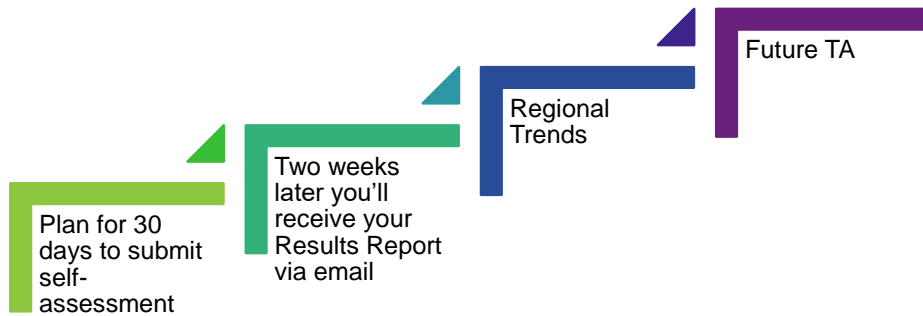 Plan for 30
days to submit
self-
assessment
Two weeks
later you'll
receive your
Results Report
via email
Regional
Trends
Future TA